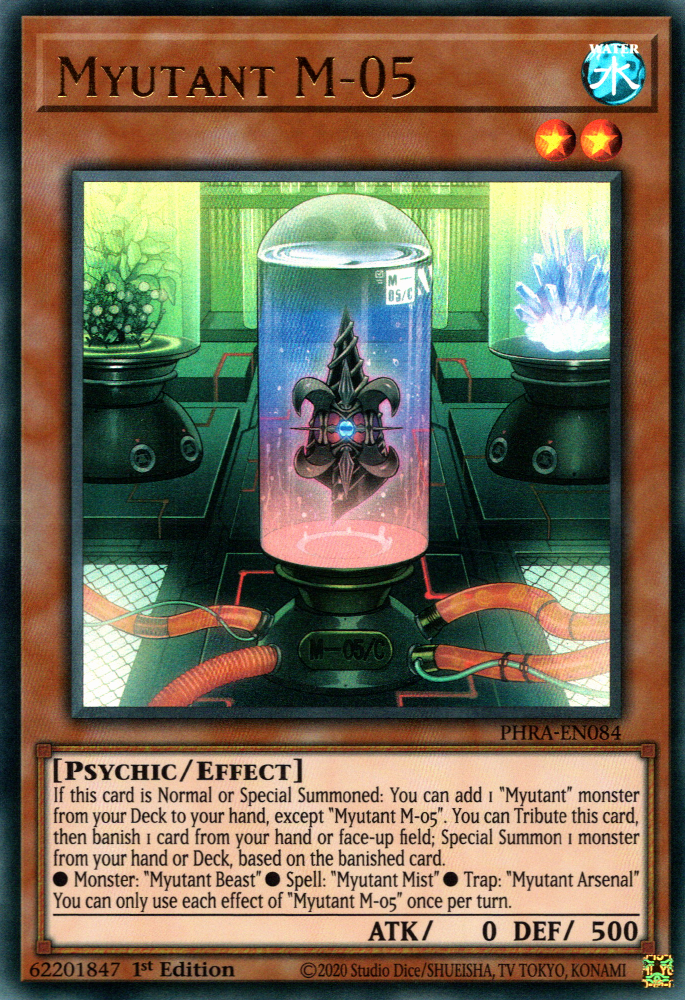 Myutant M-05
WATER
水
M—
05/C
M—05/C
PHRA-EN084
[Psychic/Effect]
If this card is Normal or Special Summoned: You can add 1 "Myutant" monster
from your Deck to your hand, except "Myutant M-05". You can Tribute this card,
then banish 1 card from your hand or face-up field; Special Summon 1 monster
from your hand or Deck, based on the banished card.
● Monster: "Myutant Beast" ● Spell: "Myutant Mist" ● Trap: "Myutant Arsenal"
You can only use each effect of "Myutant M-05" once per turn.
ATK/ 0 DEF/ 500
62201847 1st Edition ©2020 Studio Dice/SHUEISHA, TV TOKYO, KONAMI